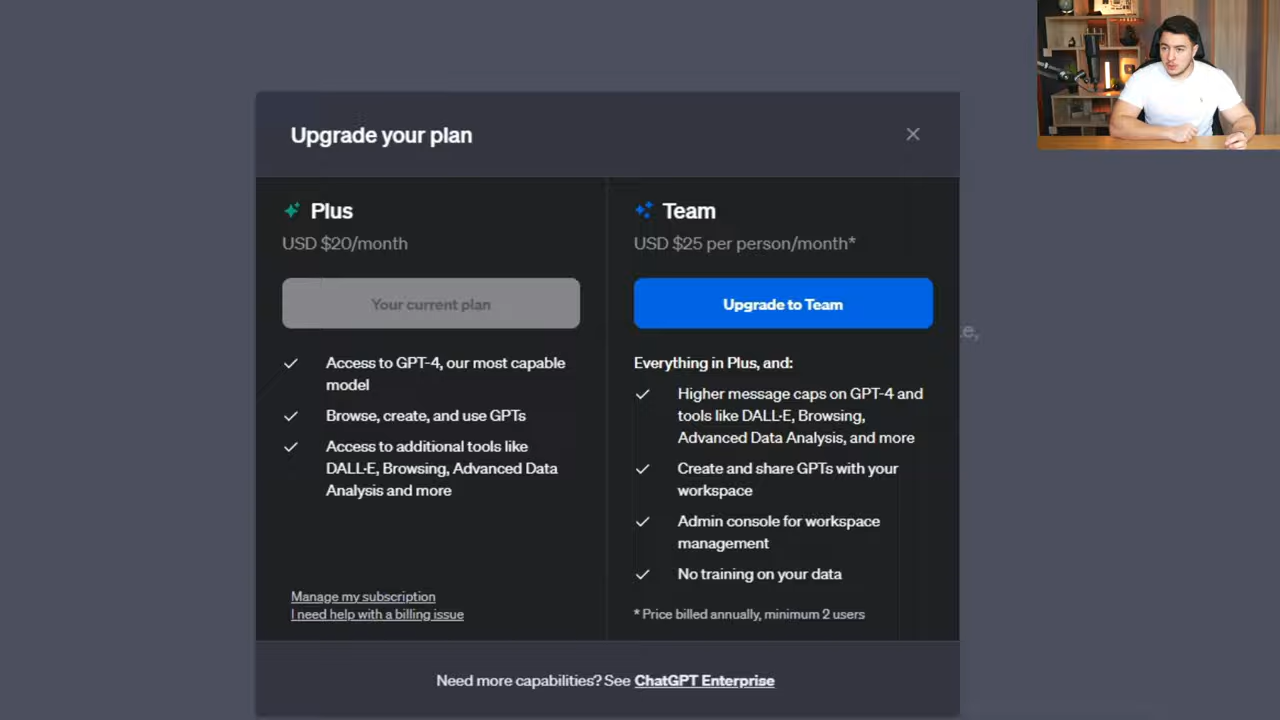 Upgrade your plan
Plus
USD $20/month
Your current plan
Access to GPT-4, our most capable
model
Browse, create, and use GPTs
Access to additional tools like
DALL·E, Browsing, Advanced Data
Analysis and more
Manage my subscription
I need help with a billing issue
Team
USD $25 per person/month*
Upgrade to Team
Everything in Plus, and:
Higher message caps on GPT-4 and
tools like DALL·E, Browsing,
Advanced Data Analysis, and more
Create and share GPTs with your
workspace
Admin console for workspace
management
No training on your data
* Price billed annually, minimum 2 users
Need more capabilities? See ChatGPT Enterprise